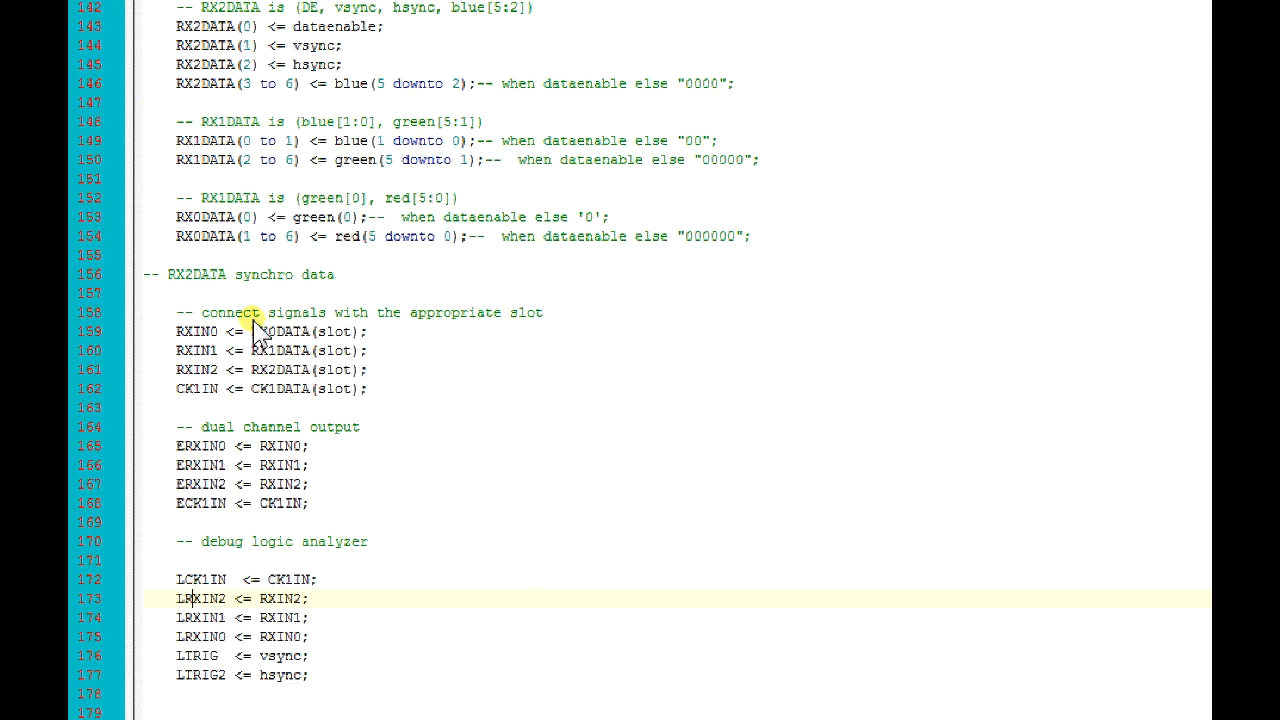 142 -- RX2DATA is (DE, vsync, hsync, blue[5:2])
143 RX2DATA(0) <= dataenable;
144 RX2DATA(1) <= vsync;
145 RX2DATA(2) <= hsync;
146 RX2DATA(3 to 6) <= blue(5 downto 2);-- when dataenable else "0000";
147
148 -- RX1DATA is (blue[1:0], green[5:1])
149 RX1DATA(0 to 1) <= blue(1 downto 0);-- when dataenable else "00";
150 RX1DATA(2 to 6) <= green(5 downto 1);--  when dataenable else "00000";
151
152 -- RX1DATA is (green[0], red[5:0])
153 RX0DATA(0) <= green(0);--  when dataenable else '0';
154 RX0DATA(1 to 6) <= red(5 downto 0);--  when dataenable else "000000";
155
156 -- RX2DATA synchro data
157
158 -- connect signals with the appropriate slot
159 RXIN0 <= RX0DATA(slot);
160 RXIN1 <= RX1DATA(slot);
161 RXIN2 <= RX2DATA(slot);
162 CK1IN <= CK1DATA(slot);
163
164 -- dual channel output
165 ERXIN0 <= RXIN0;
166 ERXIN1 <= RXIN1;
167 ERXIN2 <= RXIN2;
168 ECK1IN <= CK1IN;
169
170 -- debug logic analyzer
171
172 LCK1IN  <= CK1IN;
173 LRXIN2 <= RXIN2;
174 LRXIN1 <= RXIN1;
175 LRXIN0 <= RXIN0;
176 LTRIG  <= vsync;
177 LTRIG2 <= hsync;
178
179